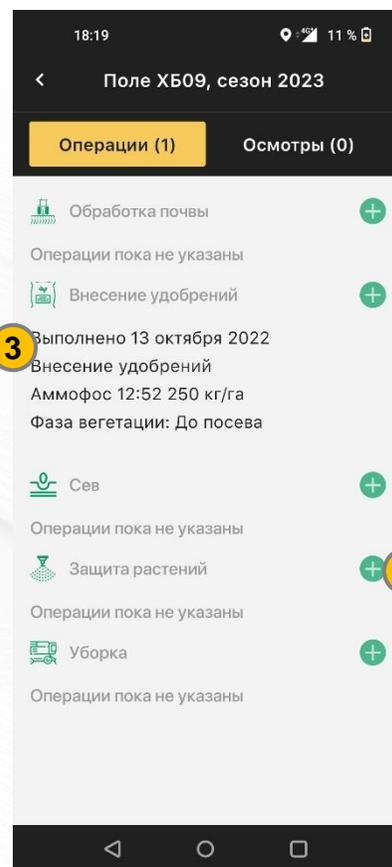 18:19
4G+ 11 %
Поле ХБ09, сезон 2023
Операции (1)
Осмотры (0)
Обработка почвы
Операции пока не указаны
Внесение удобрений
3
Выполнено 13 октября 2022
Внесение удобрений
Аммофос 12:52 250 кг/га
Фаза вегетации: До посева
Сев
Операции пока не указаны
Защита растений
Операции пока не указаны
Уборка
Операции пока не указаны